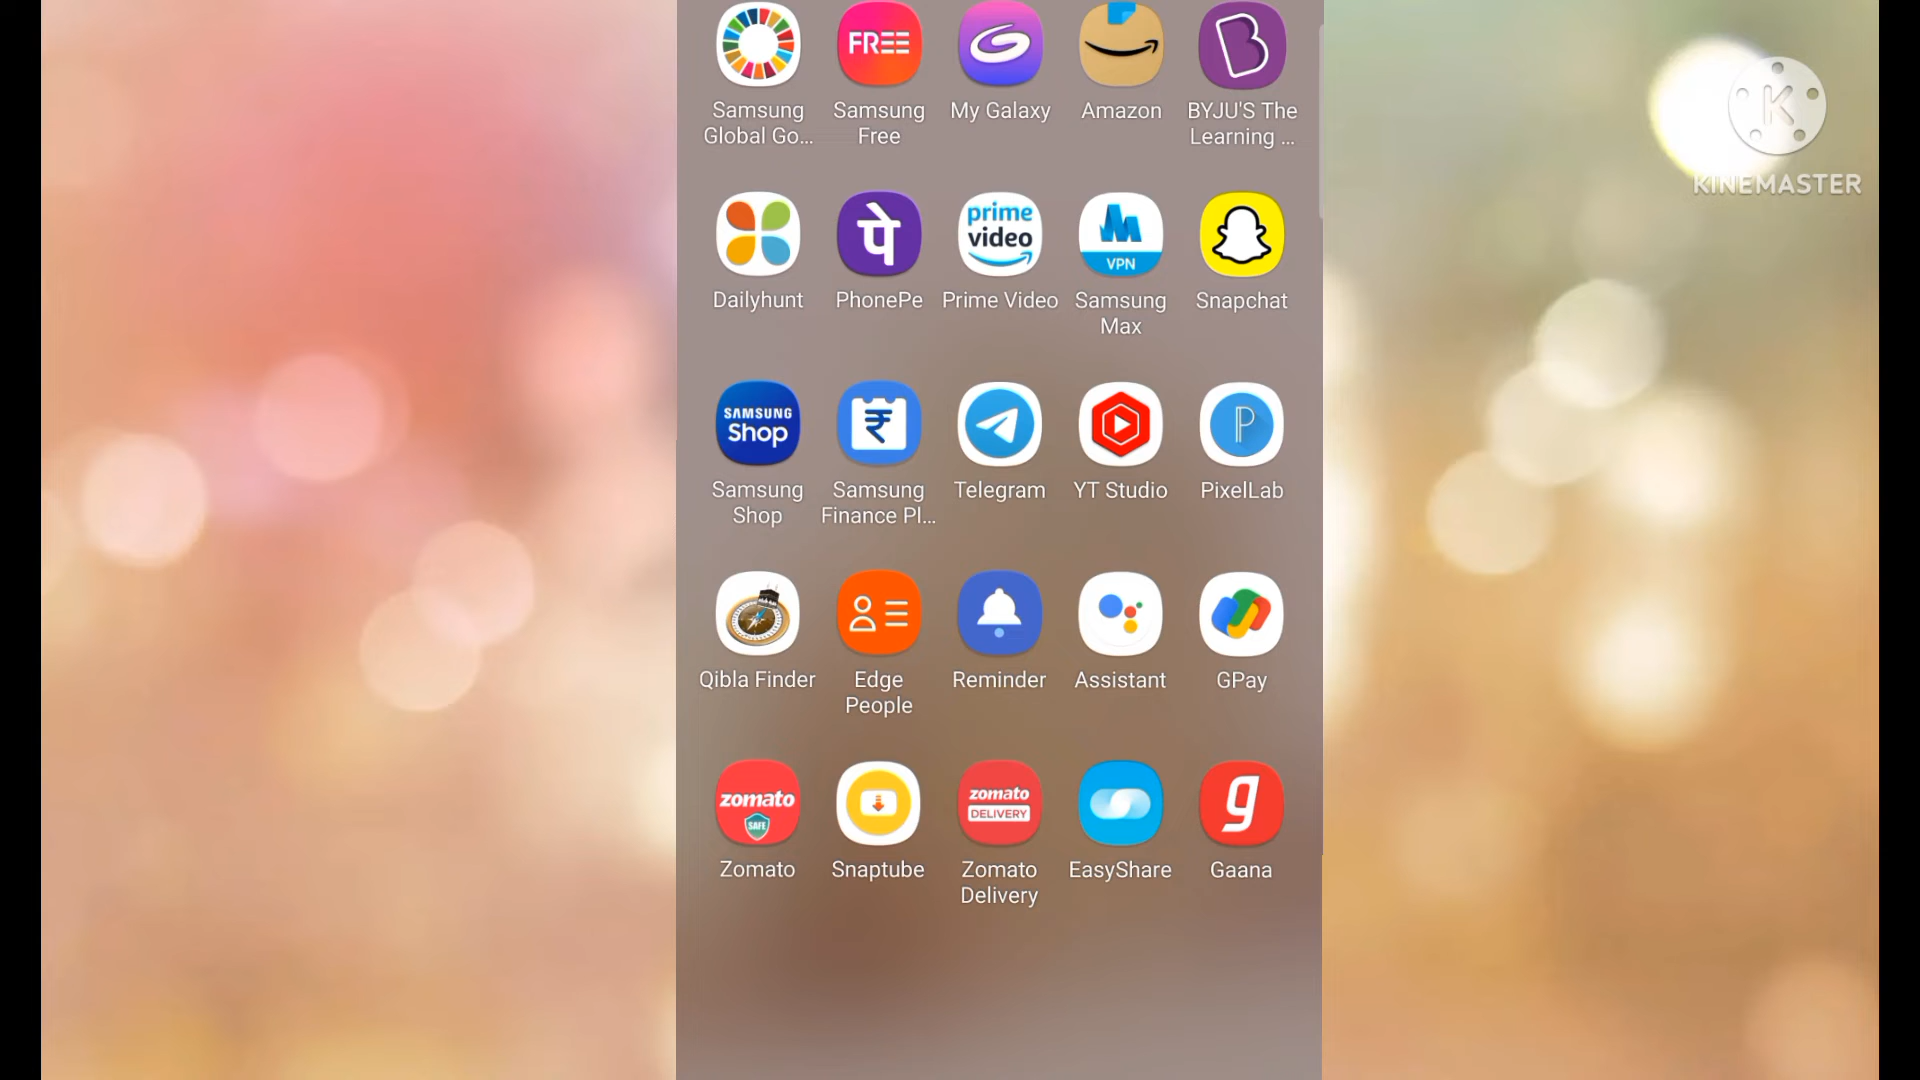 FREE
Samsung
Global Go...
Samsung
Free
My Galaxy
Amazon
B
BYJU'S The
Learning ...
K
KINEMASTER
पे
prime
video
VPN
Dailyhunt
PhonePe
Prime Video
Samsung
Max
Snapchat
SAMSUNG
Shop
₹
P
Samsung
Shop
Samsung
Finance Pl...
Telegram
YT Studio
PixelLab
Qibla Finder
Edge
People
Reminder
Assistant
GPay
zomato
SAFE
zomato
DELIVERY
g
Zomato
Snaptube
Zomato
Delivery
EasyShare
Gaana